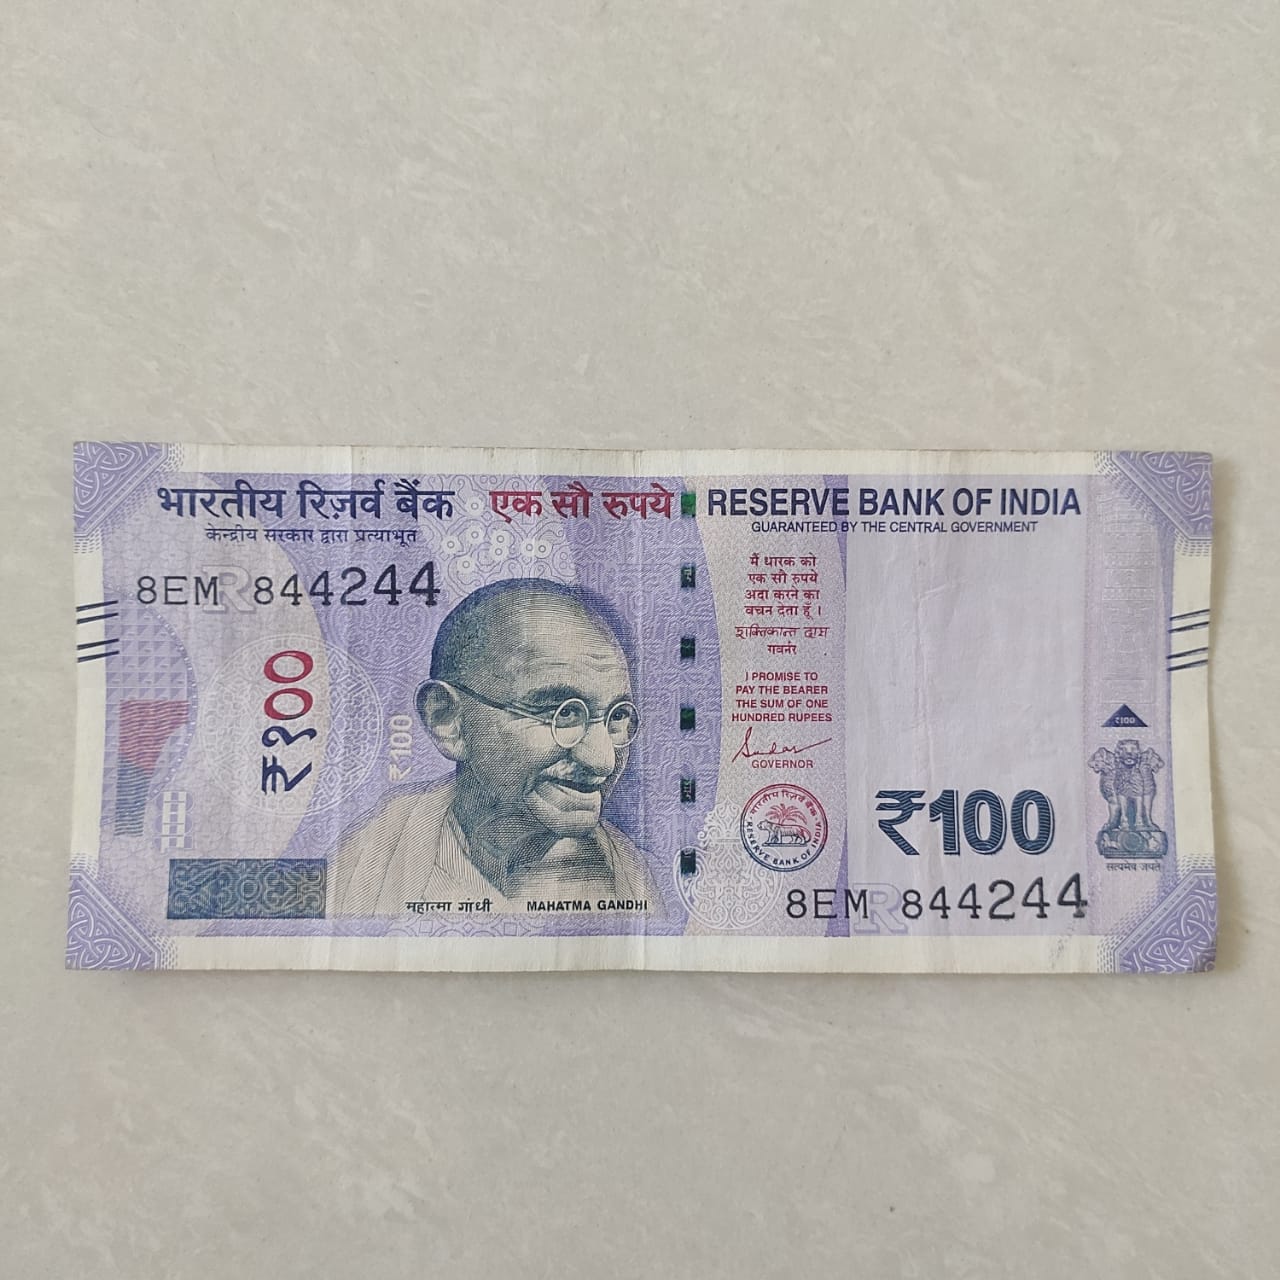 भारतीय रिज़र्व बैंक
केन्द्रीय सरकार द्वारा प्रत्याभूत
एक सौ रुपये
RESERVE BANK OF INDIA
GUARANTEED BY THE CENTRAL GOVERNMENT
8EM 844244
₹१००
₹100
महात्मा गांधी
MAHATMA GANDHI
मैं धारक को
एक सौ रुपये
अदा करने का
वचन देता हूँ ।
शक्तिकान्त दास
गवर्नर
I PROMISE TO
PAY THE BEARER
THE SUM OF ONE
HUNDRED RUPEES
GOVERNOR
भारतीय रिज़र्व बैंक
RESERVE BANK OF INDIA
₹100
₹100
सत्यमेव जयते
8EM 844244
R
R